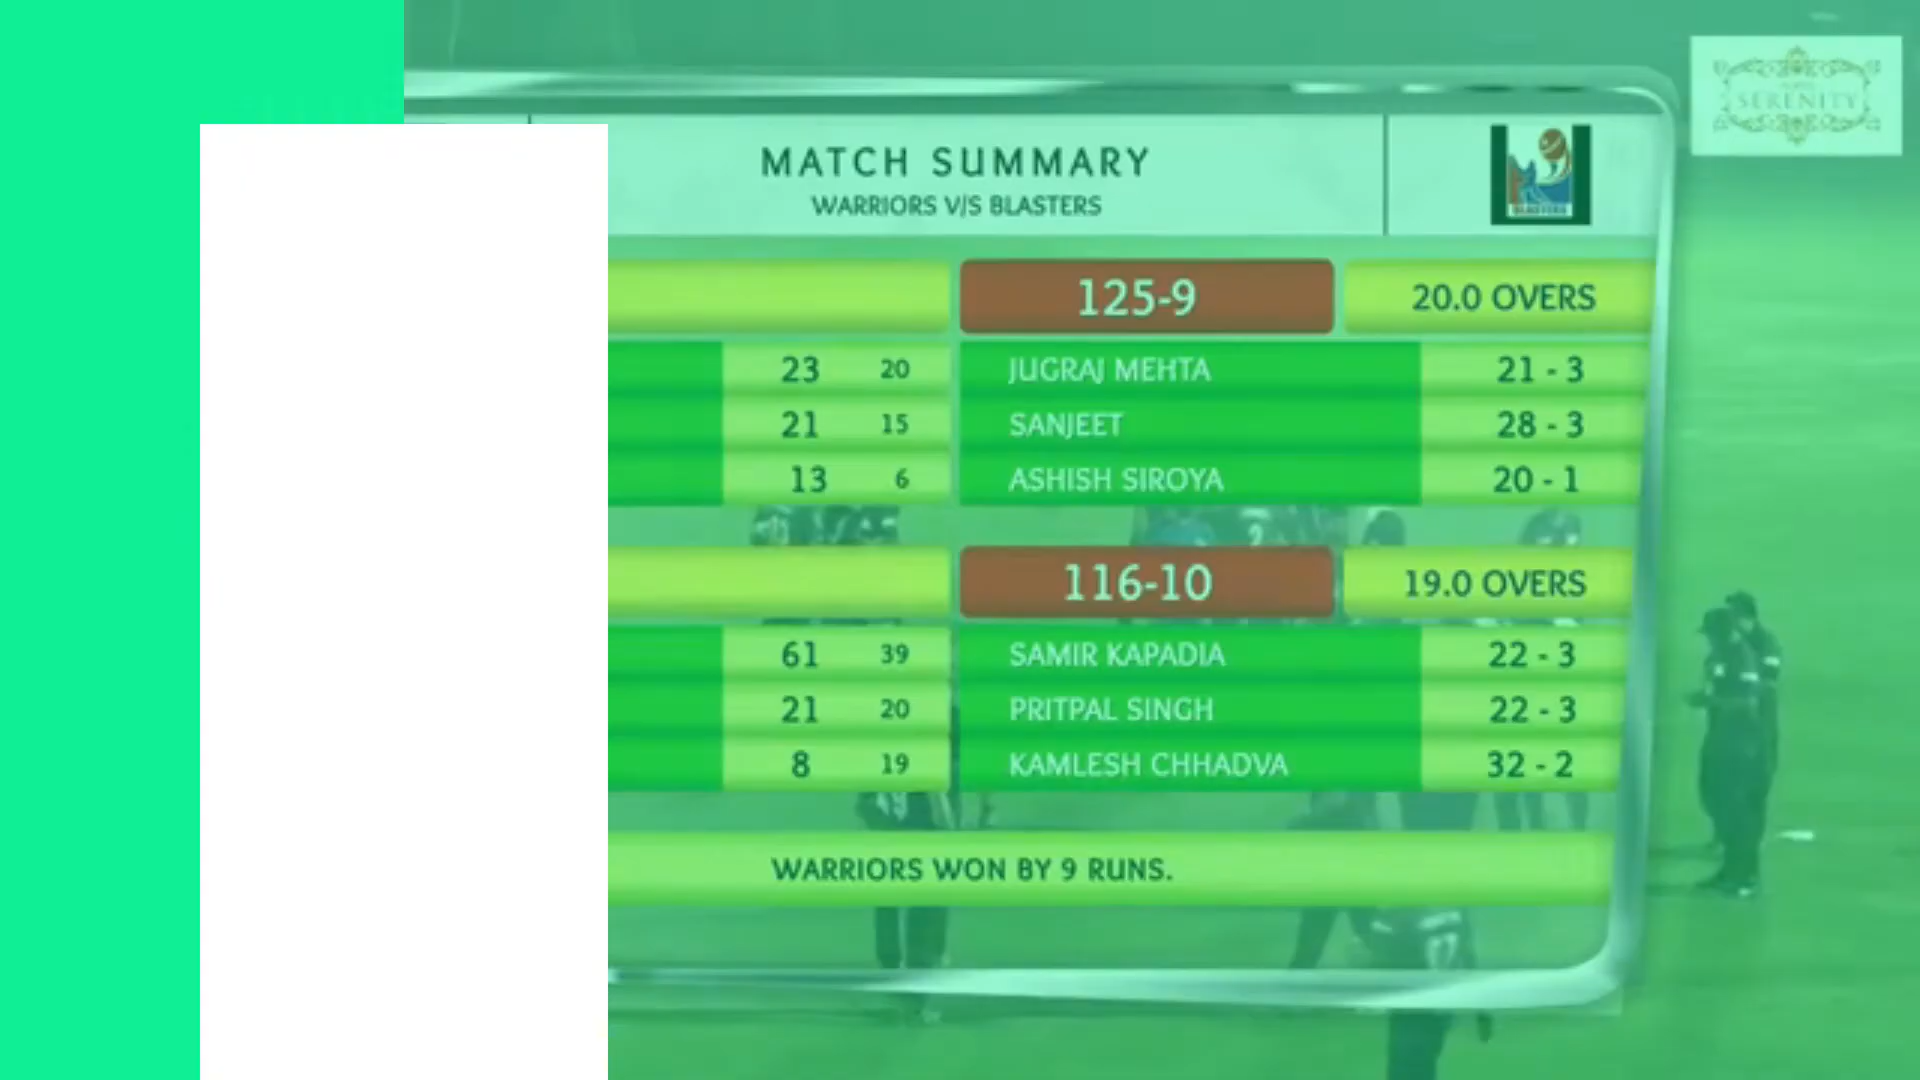 SERENITY
MATCH SUMMARY
WARRIORS V/S BLASTERS
BLASTERS
125-9 20.0 OVERS
23 20 JUGRAJ MEHTA 21 - 3
21 15 SANJEET 28 - 3
13 6 ASHISH SIROYA 20 - 1
116-10 19.0 OVERS
61 39 SAMIR KAPADIA 22 - 3
21 20 PRITPAL SINGH 22 - 3
8 19 KAMLESH CHHADVA 32 - 2
WARRIORS WON BY 9 RUNS.